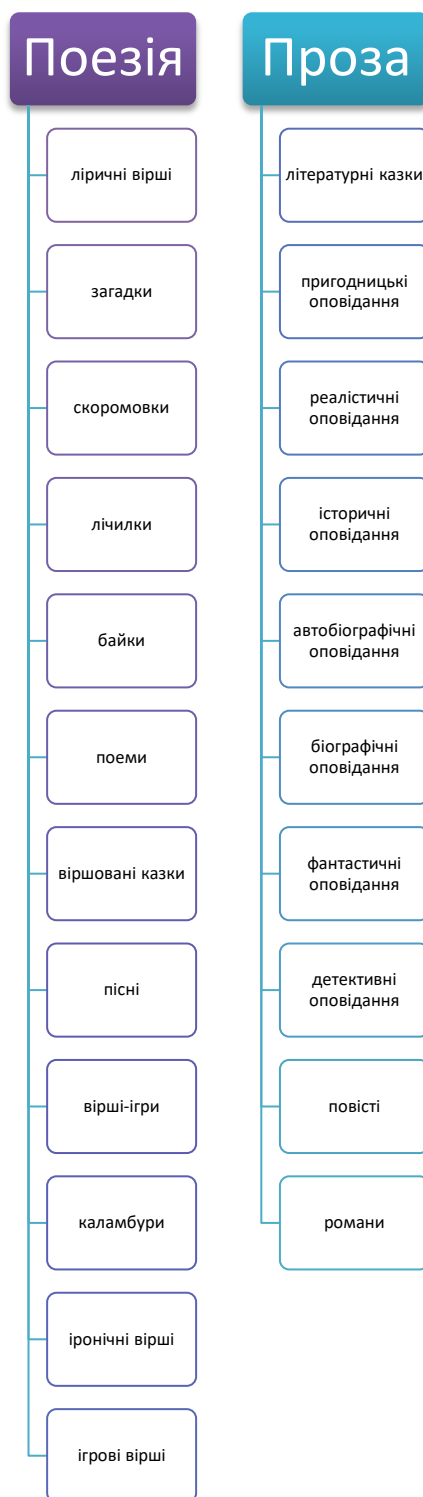 Поезія
ліричні вірші
загадки
скоромовки
лічилки
байки
поеми
віршовані казки
пісні
вірші-ігри
каламбури
іронічні вірші
ігрові вірші
Проза
літературні казки
пригодницькі
оповідання
реалістичні
оповідання
історичні
оповідання
автобіографічні
оповідання
біографічні
оповідання
фантастичні
оповідання
детективні
оповідання
повісті
романи